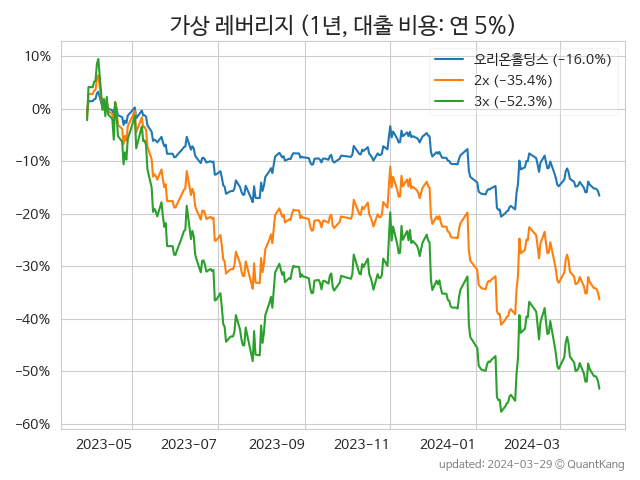 가상 레버리지 (1년, 대출 비용: 연 5%)
오리온홀딩스 (−16.0%)
2x (−35.4%)
3x (−52.3%)
10%
0%
−10%
−20%
−30%
−40%
−50%
−60%
2023-05 2023-07 2023-09 2023-11 2024-01 2024-03
updated: 2024-03-29 © QuantKang